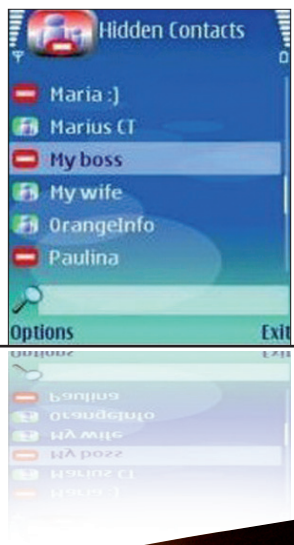 Hidden Contacts
Maria :)
Marius CT
My boss
My wife
OrangeInfo
Paulina
Options Exit